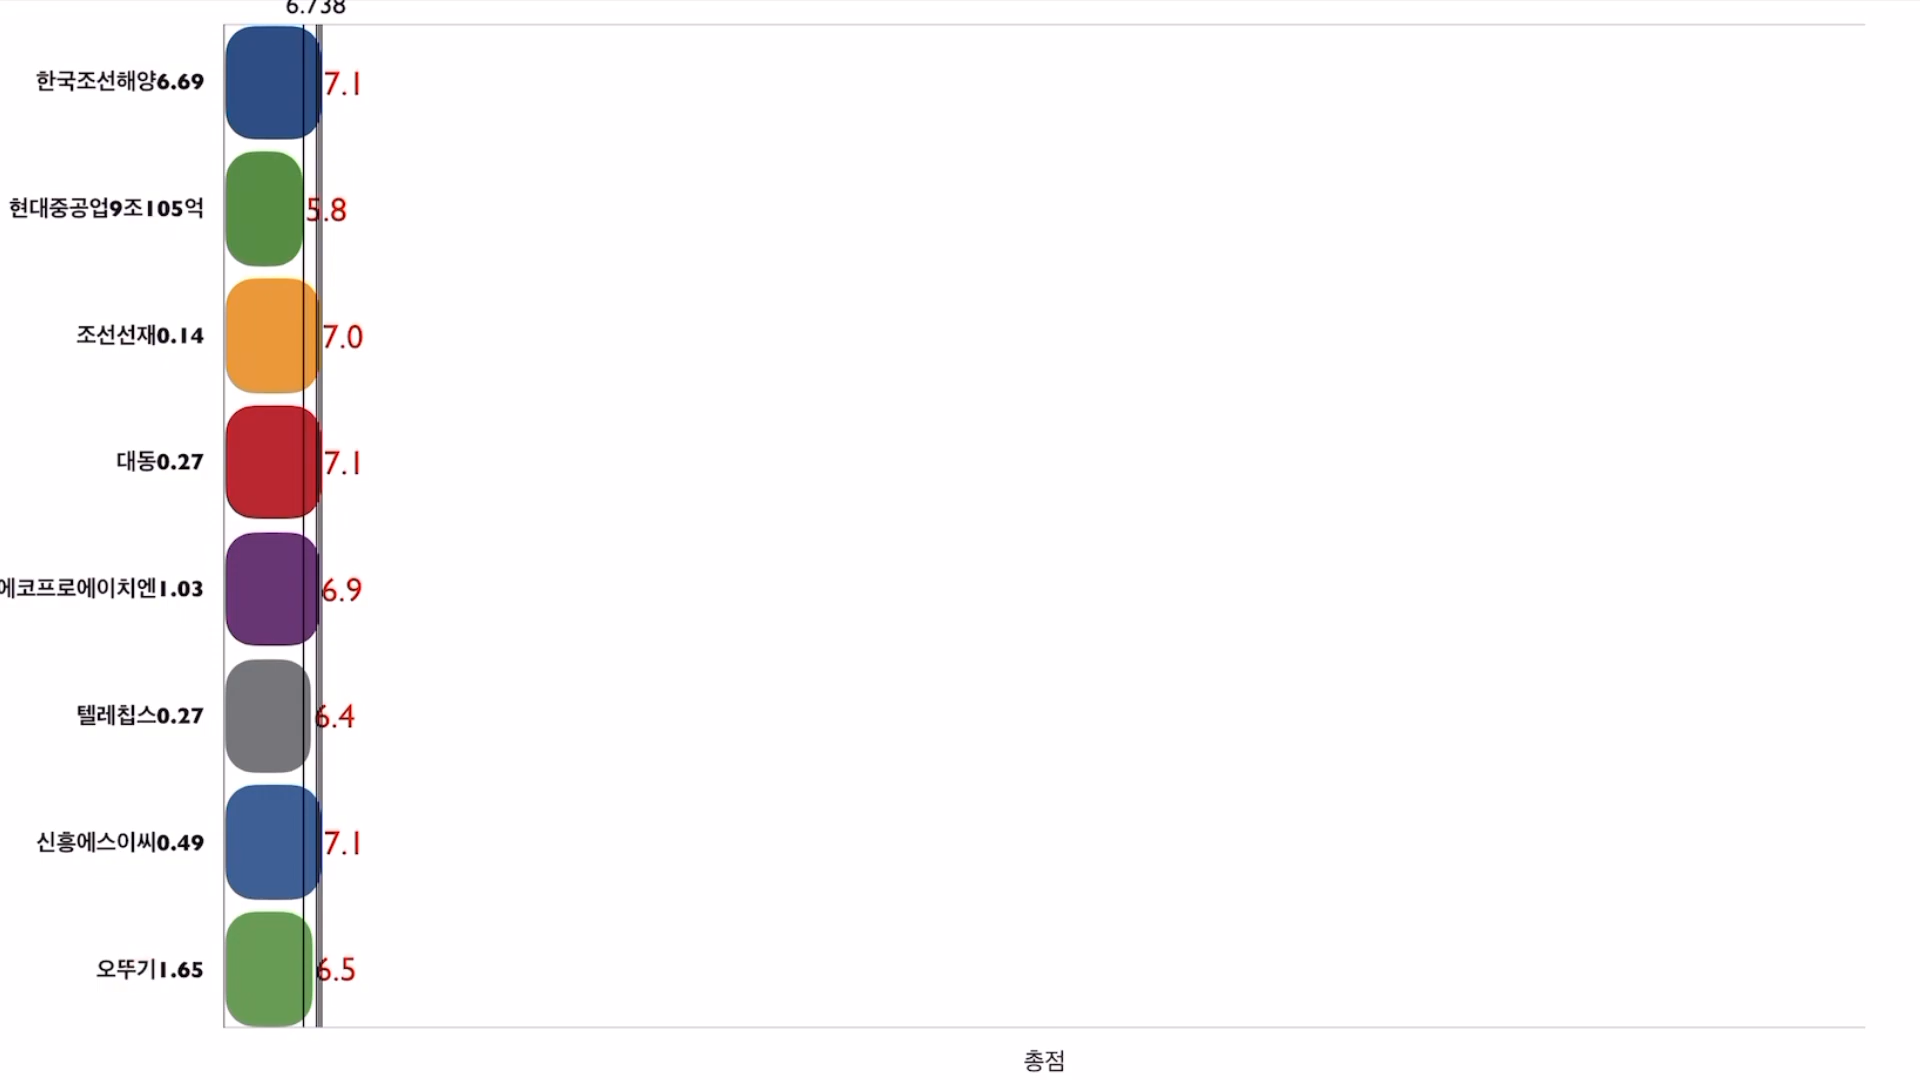 6.738
한국조선해양6.69 7.1
현대중공업9조105억 5.8
조선선재0.14 7.0
대동0.27 7.1
에코프로에이치엔1.03 6.9
텔레칩스0.27 6.4
신흥에스이씨0.49 7.1
오뚜기1.65 6.5
총점